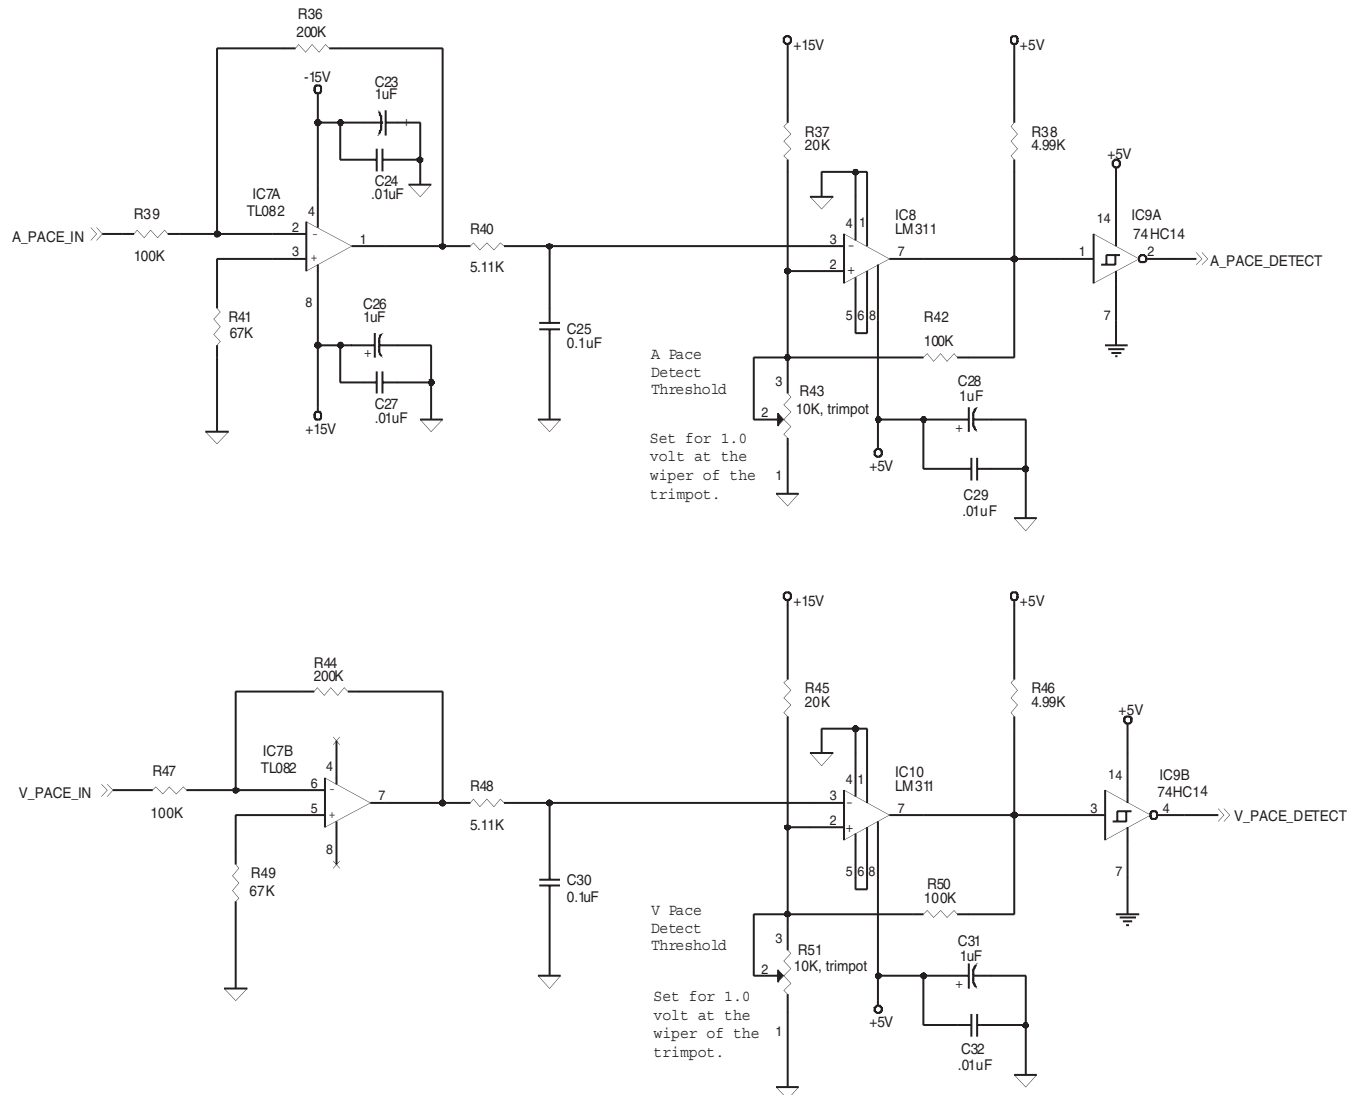 R36
200K
-15V
C23
1uF
+
C24
.01uF
IC7A
TL082
4
A_PACE_IN
R39
100K
2
-
3
+
1
8
R41
67K
C26
1uF
+
C27
.01uF
+15V
R40
5.11K
C25
0.1uF
+15V
R37
20K
+5V
R38
4.99K
4
1
IC8
LM311
3
-
2
+
7
5
6
8
+5V
14
IC9A
74HC14
1
2
A_PACE_DETECT
7
R42
100K
A Pace
Detect
Threshold
3
R43
10K, trimpot
2
Set for 1.0
volt at the
wiper of the
trimpot.
1
C28
1uF
+
+5V
C29
.01uF
R44
200K
IC7B
TL082
4
V_PACE_IN
R47
100K
6
-
5
+
7
8
R49
67K
R48
5.11K
C30
0.1uF
+15V
R45
20K
+5V
R46
4.99K
4
1
IC10
LM311
3
-
2
+
7
5
6
8
+5V
14
IC9B
74HC14
3
4
V_PACE_DETECT
7
R50
100K
V Pace
Detect
Threshold
3
R51
10K, trimpot
2
Set for 1.0
volt at the
wiper of the
trimpot.
1
C31
1uF
+
+5V
C32
.01uF